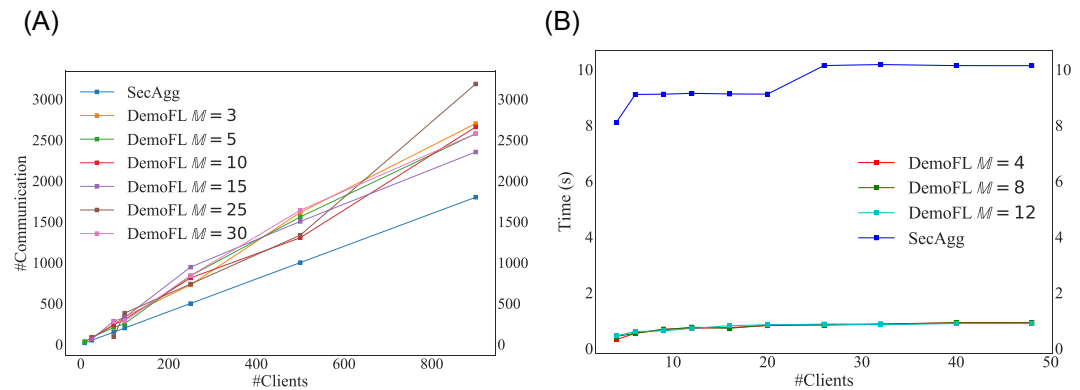 (A)
(B)
3000
2500
2000
1500
1000
500
0
#Communication
SecAgg
DemoFL 𝕄 = 3
DemoFL 𝕄 = 5
DemoFL 𝕄 = 10
DemoFL 𝕄 = 15
DemoFL 𝕄 = 25
DemoFL 𝕄 = 30
3000
2500
2000
1500
1000
500
0
0 200 400 600 800
#Clients
10
8
6
4
2
0
Time (s)
DemoFL 𝕄 = 4
DemoFL 𝕄 = 8
DemoFL 𝕄 = 12
SecAgg
10
8
6
4
2
0
10 20 30 40 50
#Clients